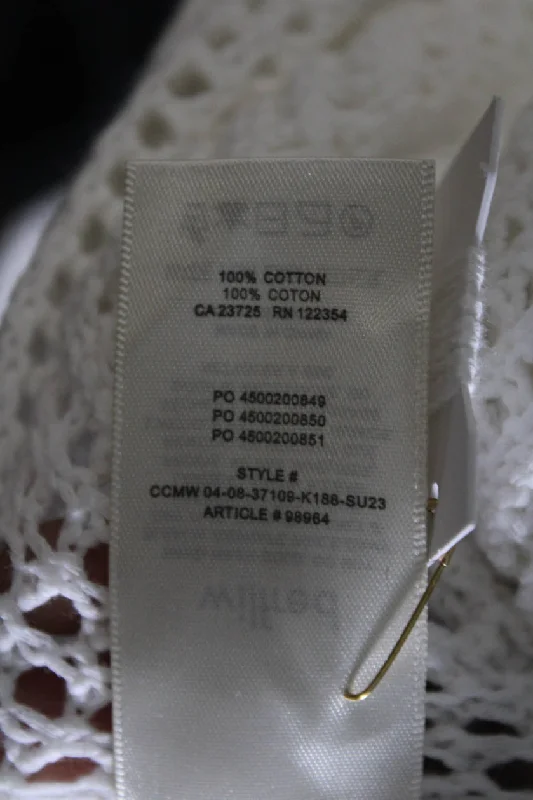 100% COTTON
100% COTON
CA 23725 RN 122354
PO 4500200849
PO 4500200850
PO 4500200851
STYLE #
CCMW 04-08-37109-K188-SU23
ARTICLE # 98964
wilfred